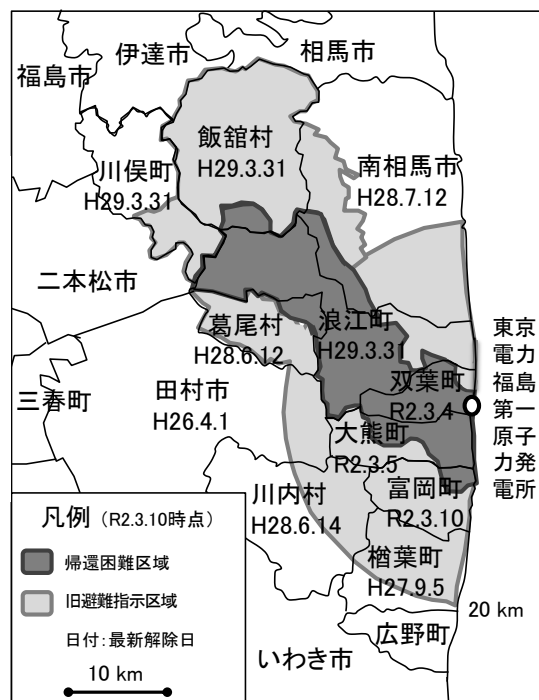 伊達市
相馬市
福島市
飯舘村
H29.3.31
川俣町
H29.3.31
南相馬市
H28.7.12
二本松市
葛尾村
H28.6.12
浪江町
H29.3.31
東京
電力
福島
第一
原子
力発
電所
三春町
田村市
H26.4.1
双葉町
R2.3.4
大熊町
R2.3.5
富岡町
R2.3.10
川内村
H28.6.14
楢葉町
H27.9.5
20 km
広野町
いわき市
凡例（R2.3.10時点）
帰還困難区域
旧避難指示区域
日付：最新解除日
10 km